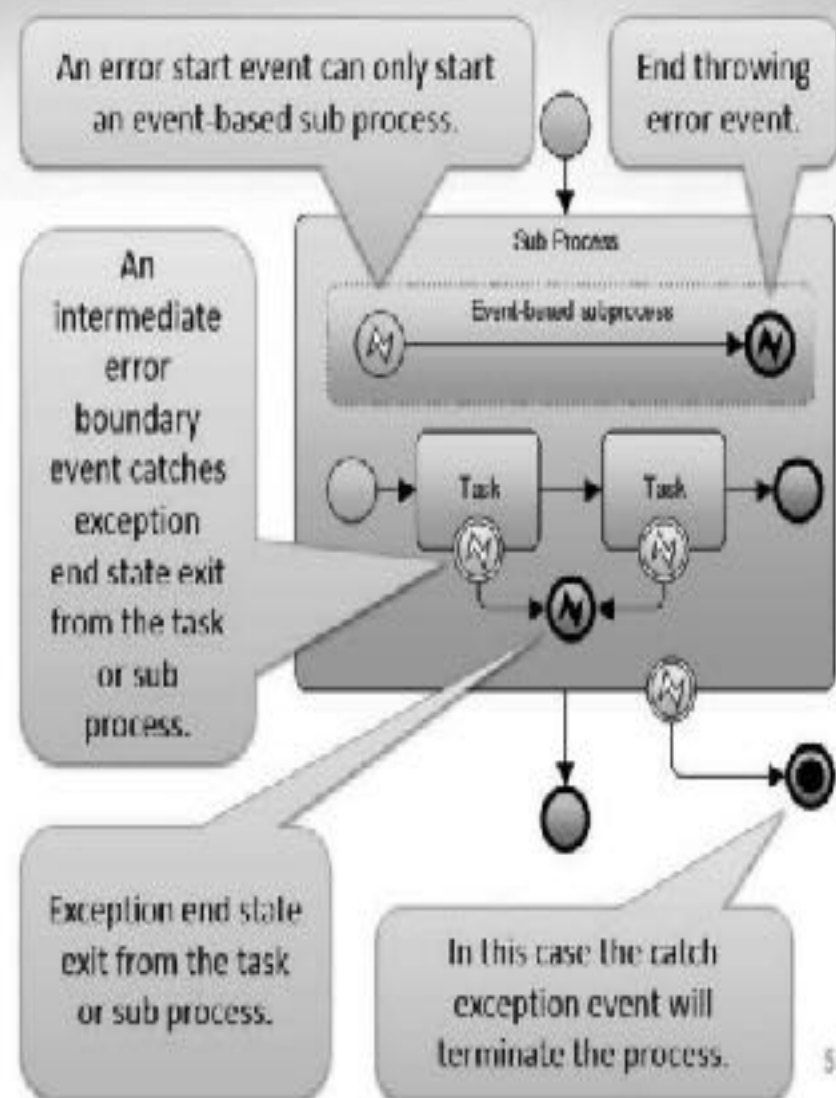 An error start event can only start
an event-based sub process.
End throwing
error event.
Sub Process
Event-based subprocess
An
intermediate
error
boundary
event catches
exception
end state exit
from the task
or sub
process.
Task
Task
Exception end state
exit from the task
or sub process.
In this case the catch
exception event will
terminate the process.
5